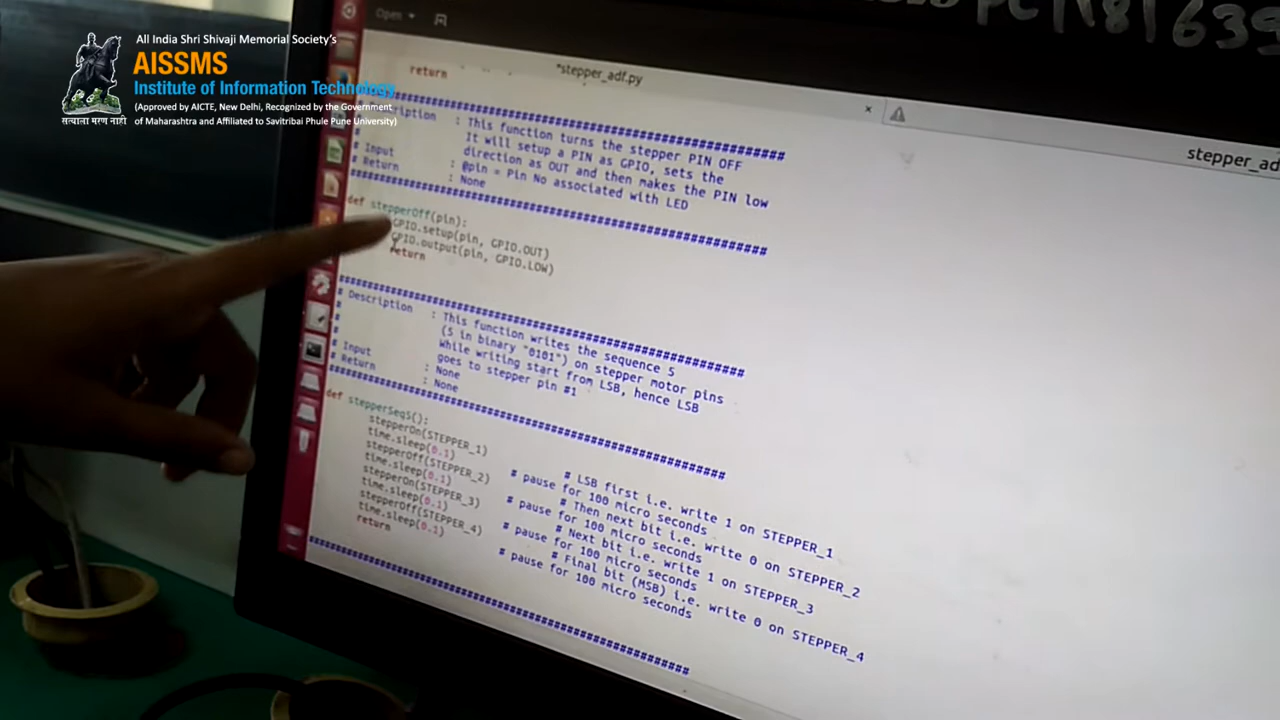 All India Shri Shivaji Memorial Society's
AISSMS
Institute of Information Technology
(Approved by AICTE, New Delhi, Recognized by the Government
of Maharashtra and Affiliated to Savitribai Phule Pune University)
सत्याला मरण नाही
PC
Open
*stepper_adf.py
×
stepper_ad
return
###########################################################
# Description : This function turns the stepper PIN OFF
# It will setup a PIN as GPIO, sets the
# direction as OUT and then makes the PIN low
# Input : @pin = Pin No associated with LED
# Return : None
###########################################################
def stepperOff(pin):
GPIO.setup(pin, GPIO.OUT)
GPIO.output(pin, GPIO.LOW)
return
###########################################################
# Description : This function writes the sequence 5
# (5 in binary "0101") on stepper motor pins
# While writing start from LSB, hence LSB
# goes to stepper pin #1
# Input : None
# Return : None
###########################################################
def stepperSeq5():
stepperOn(STEPPER_1) # LSB first i.e. write 1 on STEPPER_1
time.sleep(0.1) # pause for 100 micro seconds
stepperOff(STEPPER_2) # Then next bit i.e. write 0 on STEPPER_2
time.sleep(0.1) # pause for 100 micro seconds
stepperOn(STEPPER_3) # Next bit i.e. write 1 on STEPPER_3
time.sleep(0.1) # pause for 100 micro seconds
stepperOff(STEPPER_4) # Final bit (MSB) i.e. write 0 on STEPPER_4
time.sleep(0.1) # pause for 100 micro seconds
return
###########################################################